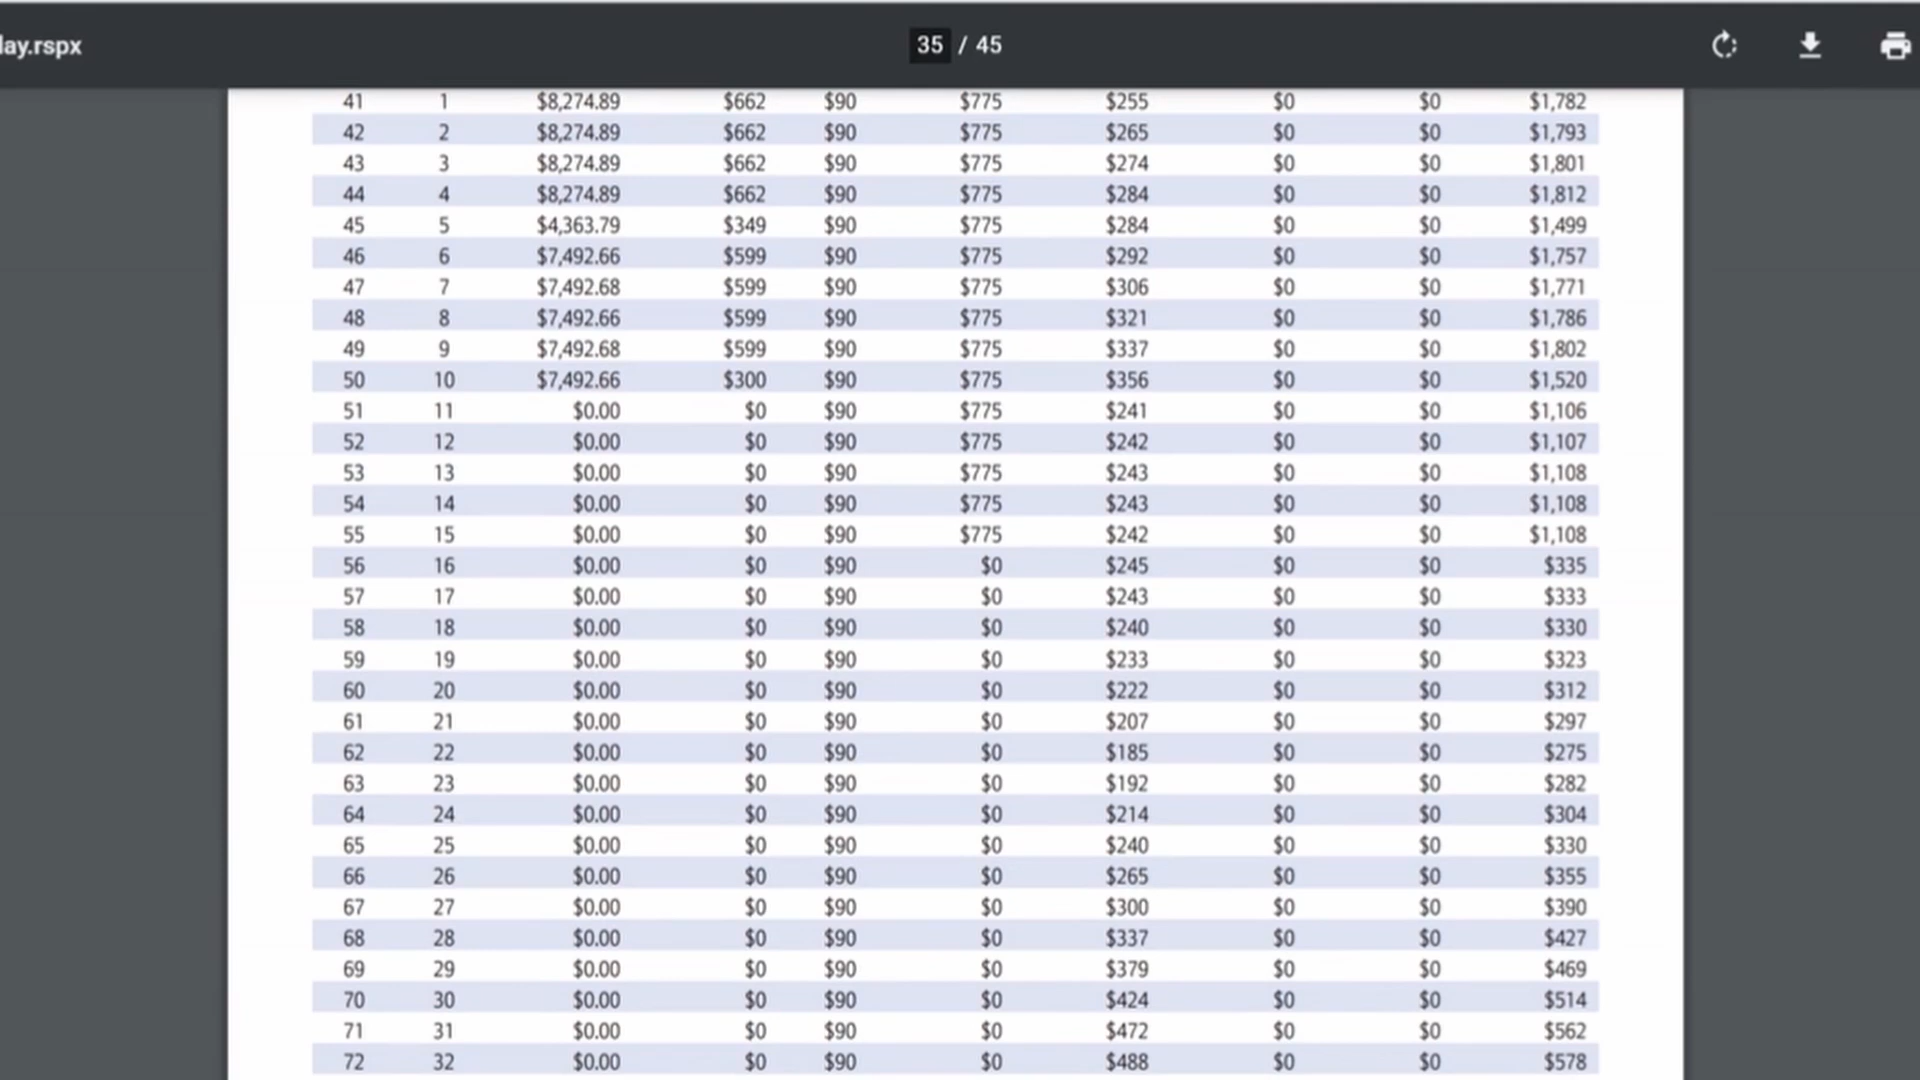 lay.rspx 35 / 45
41 1 $8,274.89 $662 $90 $775 $255 $0 $0 $1,782
42 2 $8,274.89 $662 $90 $775 $265 $0 $0 $1,793
43 3 $8,274.89 $662 $90 $775 $274 $0 $0 $1,801
44 4 $8,274.89 $662 $90 $775 $284 $0 $0 $1,812
45 5 $4,363.79 $349 $90 $775 $284 $0 $0 $1,499
46 6 $7,492.66 $599 $90 $775 $292 $0 $0 $1,757
47 7 $7,492.68 $599 $90 $775 $306 $0 $0 $1,771
48 8 $7,492.66 $599 $90 $775 $321 $0 $0 $1,786
49 9 $7,492.68 $599 $90 $775 $337 $0 $0 $1,802
50 10 $7,492.66 $300 $90 $775 $356 $0 $0 $1,520
51 11 $0.00 $0 $90 $775 $241 $0 $0 $1,106
52 12 $0.00 $0 $90 $775 $242 $0 $0 $1,107
53 13 $0.00 $0 $90 $775 $243 $0 $0 $1,108
54 14 $0.00 $0 $90 $775 $243 $0 $0 $1,108
55 15 $0.00 $0 $90 $775 $242 $0 $0 $1,108
56 16 $0.00 $0 $90 $0 $245 $0 $0 $335
57 17 $0.00 $0 $90 $0 $243 $0 $0 $333
58 18 $0.00 $0 $90 $0 $240 $0 $0 $330
59 19 $0.00 $0 $90 $0 $233 $0 $0 $323
60 20 $0.00 $0 $90 $0 $222 $0 $0 $312
61 21 $0.00 $0 $90 $0 $207 $0 $0 $297
62 22 $0.00 $0 $90 $0 $185 $0 $0 $275
63 23 $0.00 $0 $90 $0 $192 $0 $0 $282
64 24 $0.00 $0 $90 $0 $214 $0 $0 $304
65 25 $0.00 $0 $90 $0 $240 $0 $0 $330
66 26 $0.00 $0 $90 $0 $265 $0 $0 $355
67 27 $0.00 $0 $90 $0 $300 $0 $0 $390
68 28 $0.00 $0 $90 $0 $337 $0 $0 $427
69 29 $0.00 $0 $90 $0 $379 $0 $0 $469
70 30 $0.00 $0 $90 $0 $424 $0 $0 $514
71 31 $0.00 $0 $90 $0 $472 $0 $0 $562
72 32 $0.00 $0 $90 $0 $488 $0 $0 $578